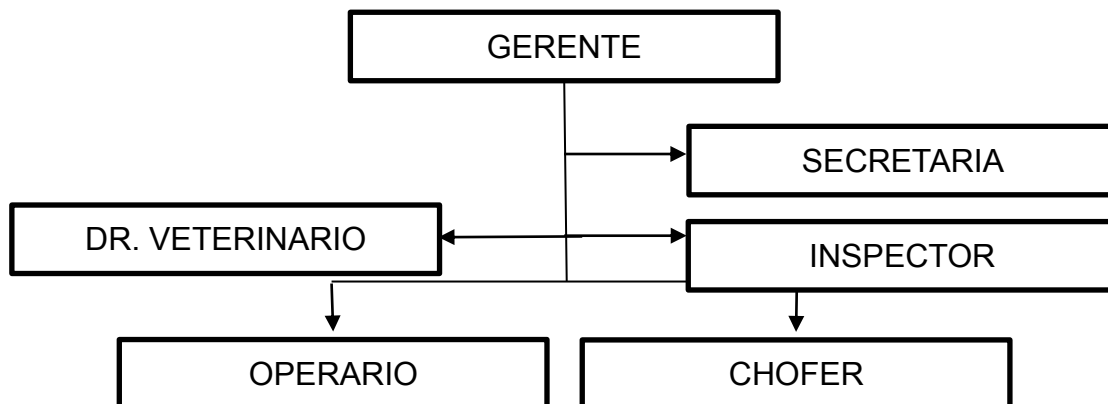 GERENTE
SECRETARIA
DR. VETERINARIO
INSPECTOR
OPERARIO
CHOFER